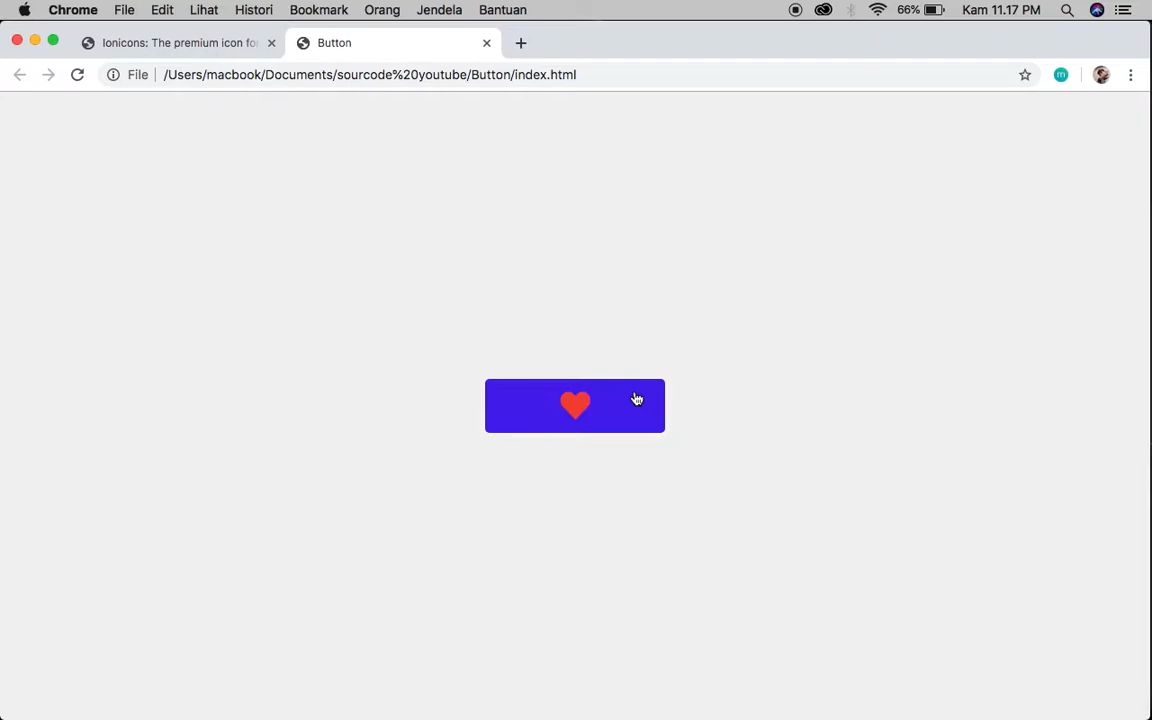 Chrome File Edit Lihat Histori Bookmark Orang Jendela Bantuan 66% Kam 11.17 PM
Ionicons: The premium icon fo Button
File /Users/macbook/Documents/sourcode%20youtube/Button/index.html
m